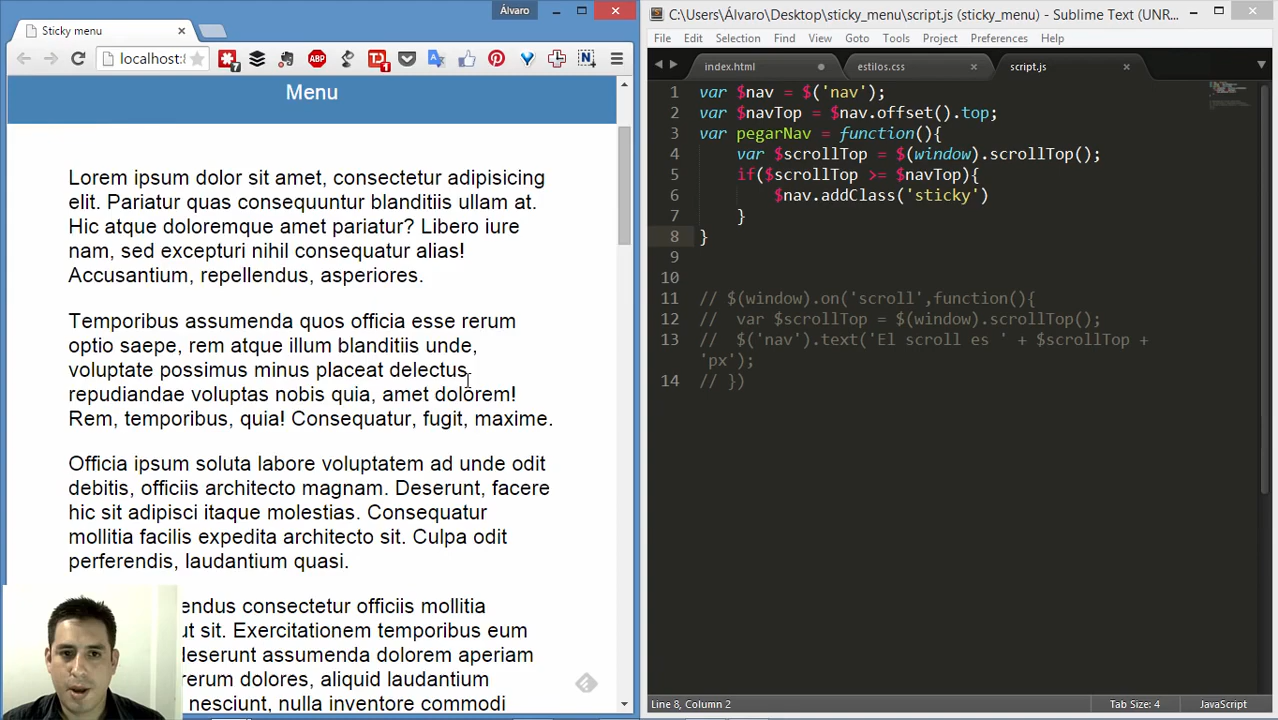 Álvaro
Sticky menu
localhost:
7
ABP
TD
1
N
Menu
Lorem ipsum dolor sit amet, consectetur adipisicing
elit. Pariatur quas consequuntur blanditiis ullam at.
Hic atque doloremque amet pariatur? Libero iure
nam, sed excepturi nihil consequatur alias!
Accusantium, repellendus, asperiores.
Temporibus assumenda quos officia esse rerum
optio saepe, rem atque illum blanditiis unde,
voluptate possimus minus placeat delectus,
repudiandae voluptas nobis quia, amet dolorem!
Rem, temporibus, quia! Consequatur, fugit, maxime.
Officia ipsum soluta labore voluptatem ad unde odit
debitis, officiis architecto magnam. Deserunt, facere
hic sit adipisci itaque molestias. Consequatur
mollitia facilis expedita architecto sit. Culpa odit
perferendis, laudantium quasi.
endus consectetur officiis mollitia
ut sit. Exercitationem temporibus eum
deserunt assumenda dolorem aperiam
rerum dolores, aliquid laudantium
nesciunt, nulla inventore commodi
C:\Users\Álvaro\Desktop\sticky_menu\script.js (sticky_menu) - Sublime Text (UNR...
File Edit Selection Find View Goto Tools Project Preferences Help
index.html estilos.css script.js
1 var $nav = $('nav');
2 var $navTop = $nav.offset().top;
3 var pegarNav = function(){
4 var $scrollTop = $(window).scrollTop();
5 if($scrollTop >= $navTop){
6 $nav.addClass('sticky')
7 }
8 }
9
10
11 // $(window).on('scroll',function(){
12 // var $scrollTop = $(window).scrollTop();
13 // $('nav').text('El scroll es ' + $scrollTop +
'px');
14 // })
Line 8, Column 2 Tab Size: 4 JavaScript